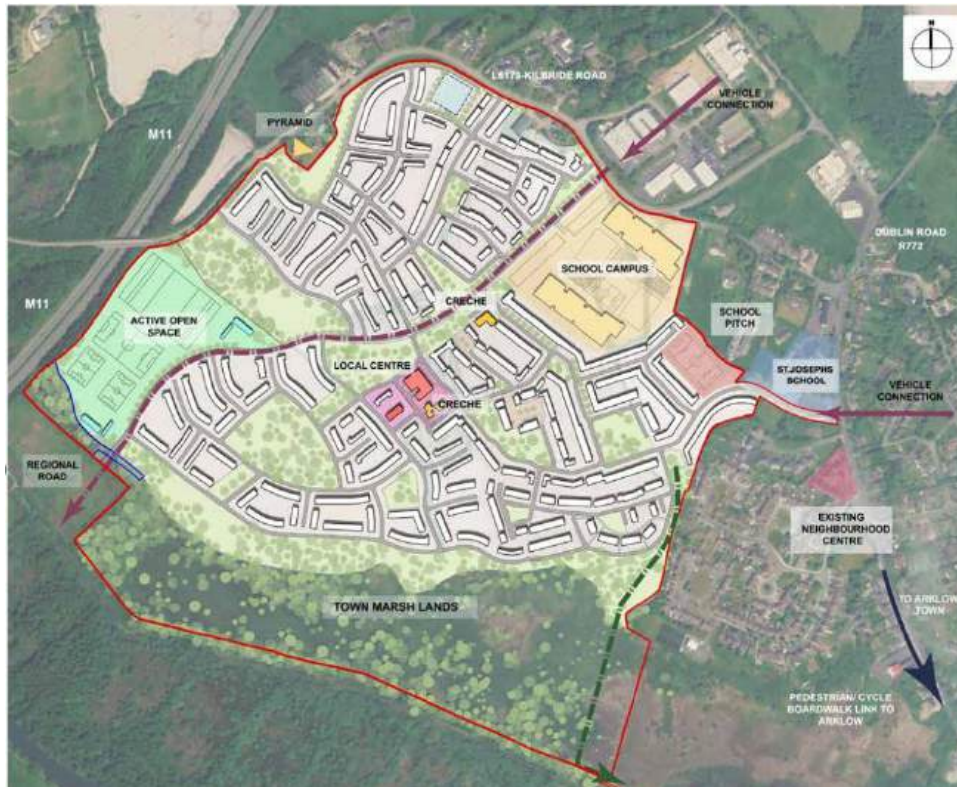 N
L6179-KILBRIDE ROAD
VEHICLE
CONNECTION
M11
PYRAMID
DUBLIN ROAD
R772
SCHOOL CAMPUS
M11
CRECHE
SCHOOL
PITCH
ACTIVE OPEN
SPACE
LOCAL CENTRE
ST.JOSEPHS
SCHOOL
CRECHE
VEHICLE
CONNECTION
REGIONAL
ROAD
EXISTING
NEIGHBOURHOOD
CENTRE
TO ARKLOW
TOWN
TOWN MARSH LANDS
PEDESTRIAN/ CYCLE
BOARDWALK LINK TO
ARKLOW